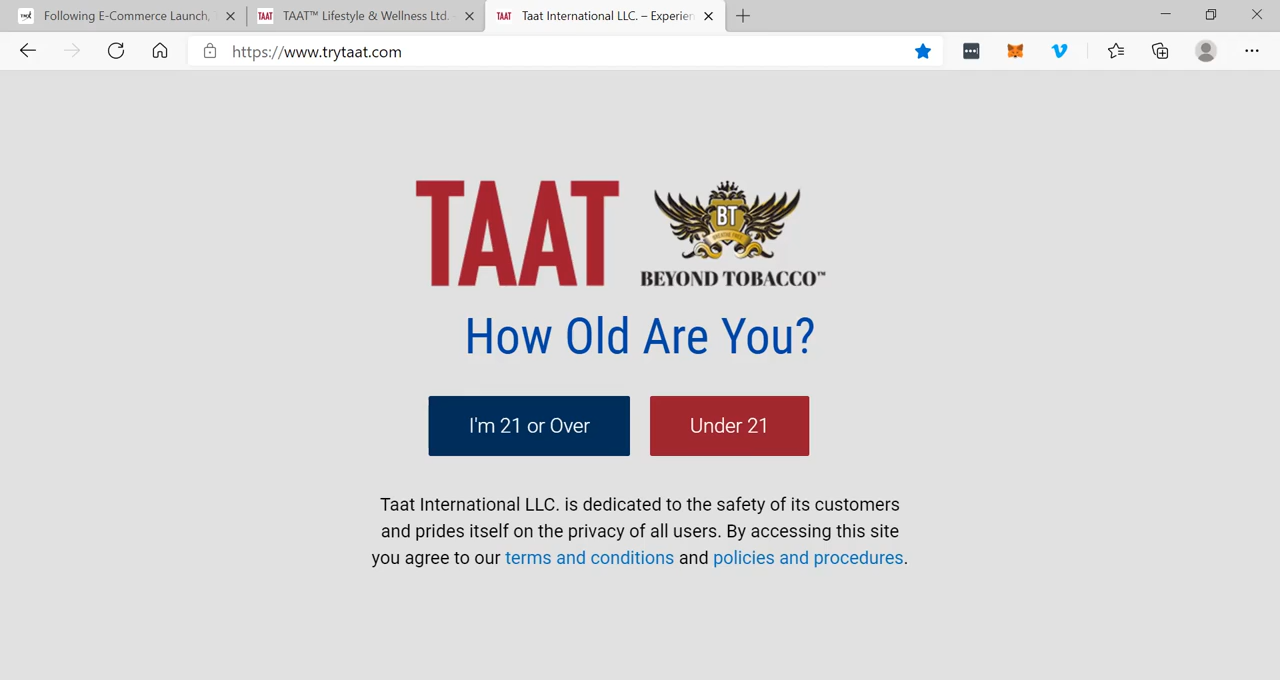 Following E-Commerce Launch,
TAAT™ Lifestyle & Wellness Ltd.
Taat International LLC. – Experien
https://www.trytaat.com
TAAT
BT
BEYOND TOBACCO™
How Old Are You?
I'm 21 or Over
Under 21
Taat International LLC. is dedicated to the safety of its customers
and prides itself on the privacy of all users. By accessing this site
you agree to our terms and conditions and policies and procedures.